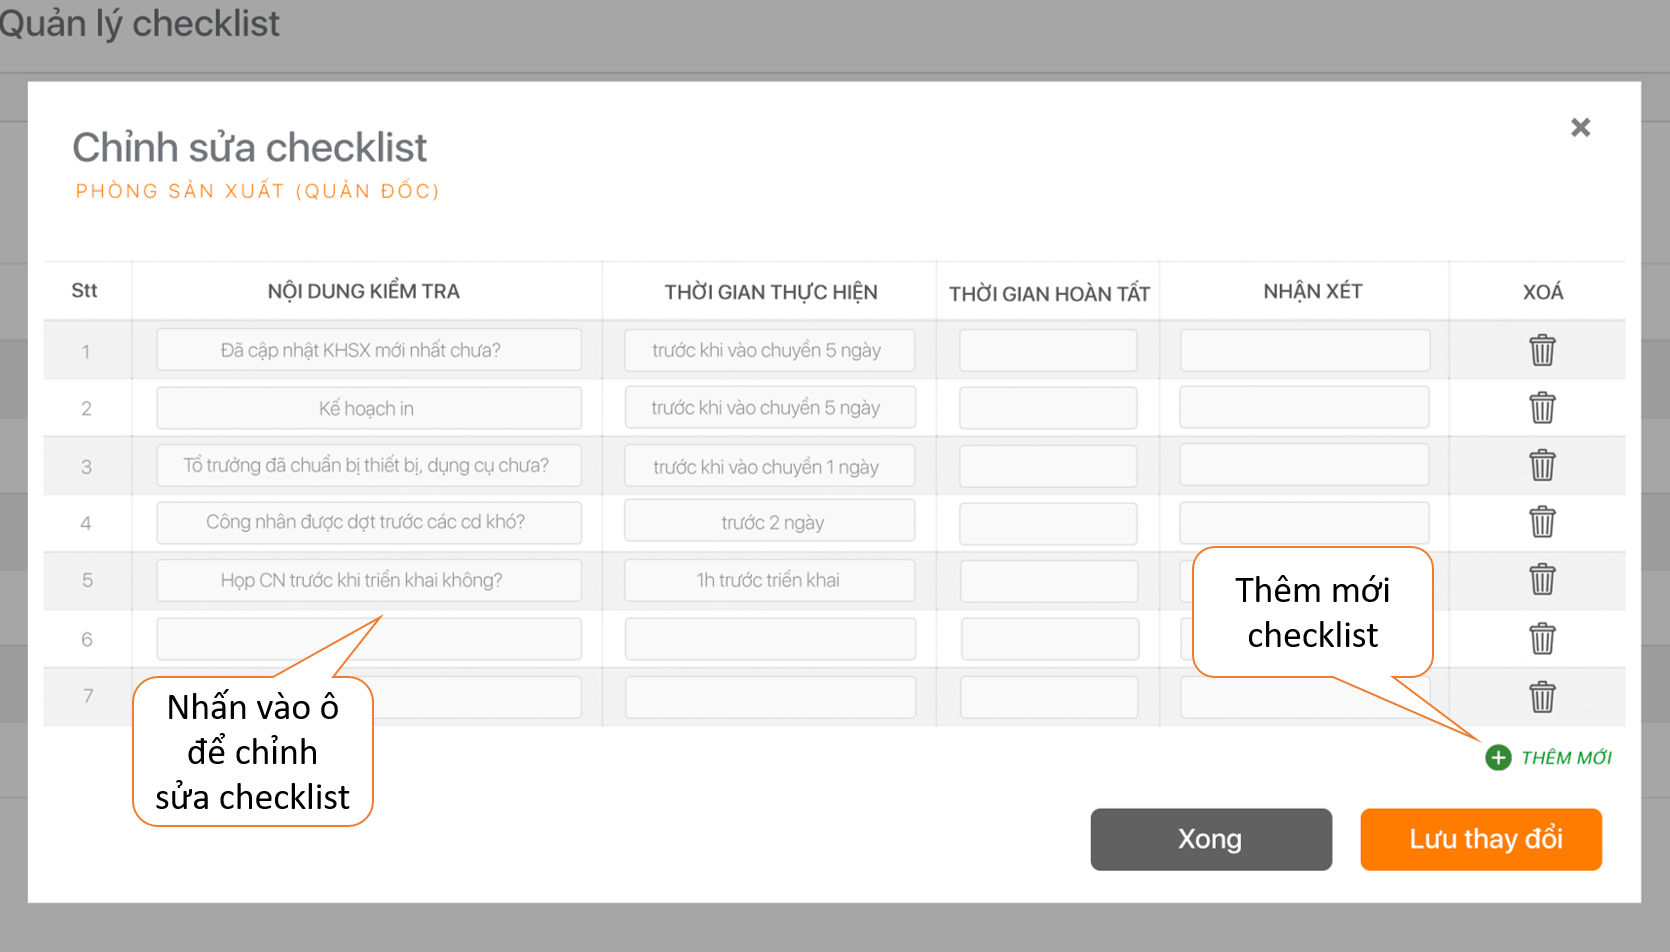 Quản lý checklist
Chỉnh sửa checklist
PHÒNG SẢN XUẤT (QUẢN ĐỐC)
Stt NỘI DUNG KIỂM TRA THỜI GIAN THỰC HIỆN THỜI GIAN HOÀN TẤT NHẬN XÉT XOÁ
1 Đã cập nhật KHSX mới nhất chưa? trước khi vào chuyền 5 ngày
2 Kế hoạch in trước khi vào chuyền 5 ngày
3 Tổ trưởng đã chuẩn bị thiết bị, dụng cụ chưa? trước khi vào chuyền 1 ngày
4 Công nhân được dợt trước các cd khó? trước 2 ngày
5 Họp CN trước khi triển khai không? 1h trước triển khai
6
7
Thêm mới
checklist
Nhấn vào ô
để chỉnh
sửa checklist
THÊM MỚI
Xong Lưu thay đổi